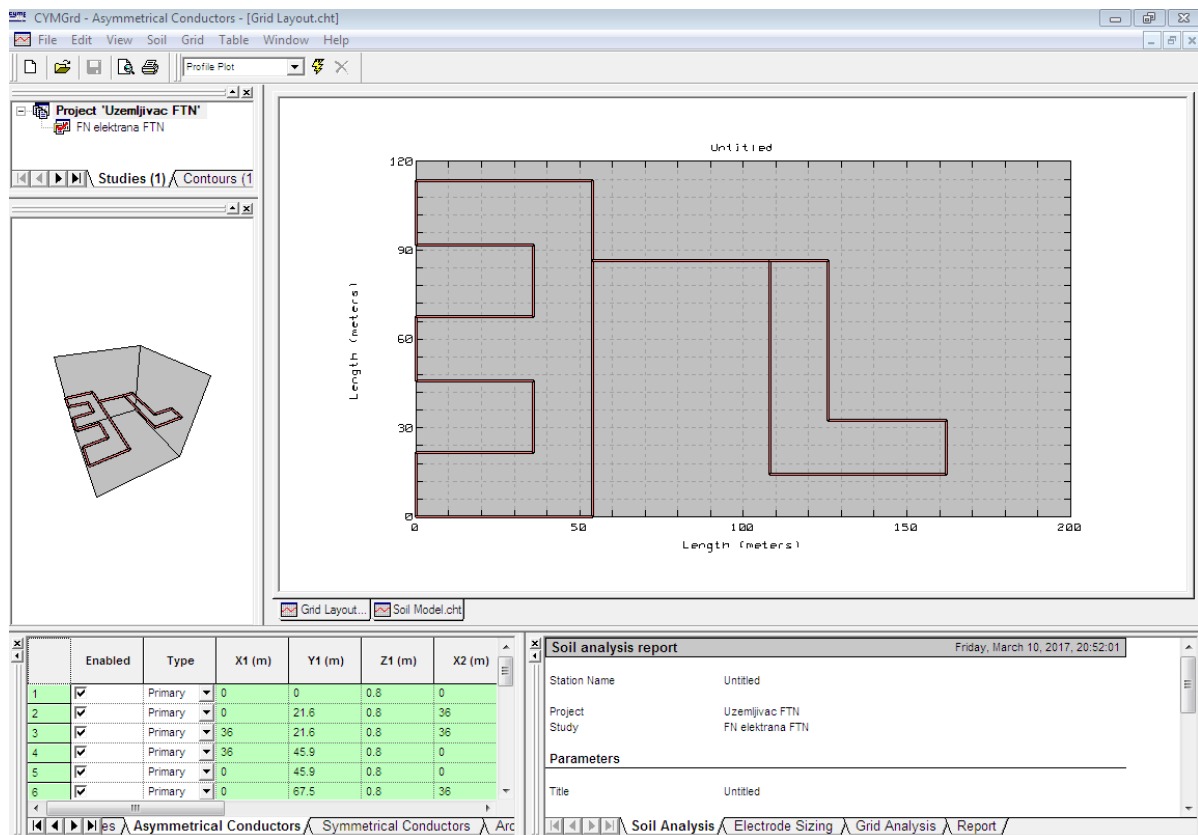 CYME CYMGrd - Asymmetrical Conductors - [Grid Layout.cht]
File Edit View Soil Grid Table Window Help
Profile Plot
Project 'Uzemljivac FTN'
FN elektrana FTN
Studies (1) Contours (1
Untitled
120
90
60
30
0
Length (meters)
0 50 100 150 200
Length (meters)
Grid Layout... Soil Model.cht
Enabled Type X1 (m) Y1 (m) Z1 (m) X2 (m)
1 Primary 0 0 0.8 0
2 Primary 0 21.6 0.8 36
3 Primary 36 21.6 0.8 36
4 Primary 36 45.9 0.8 0
5 Primary 0 45.9 0.8 0
6 Primary 0 67.5 0.8 36
es Asymmetrical Conductors Symmetrical Conductors Arc
Soil analysis report Friday, March 10, 2017, 20:52:01
Station Name Untitled
Project Uzemljivac FTN
Study FN elektrana FTN
Parameters
Title Untitled
Soil Analysis Electrode Sizing Grid Analysis Report